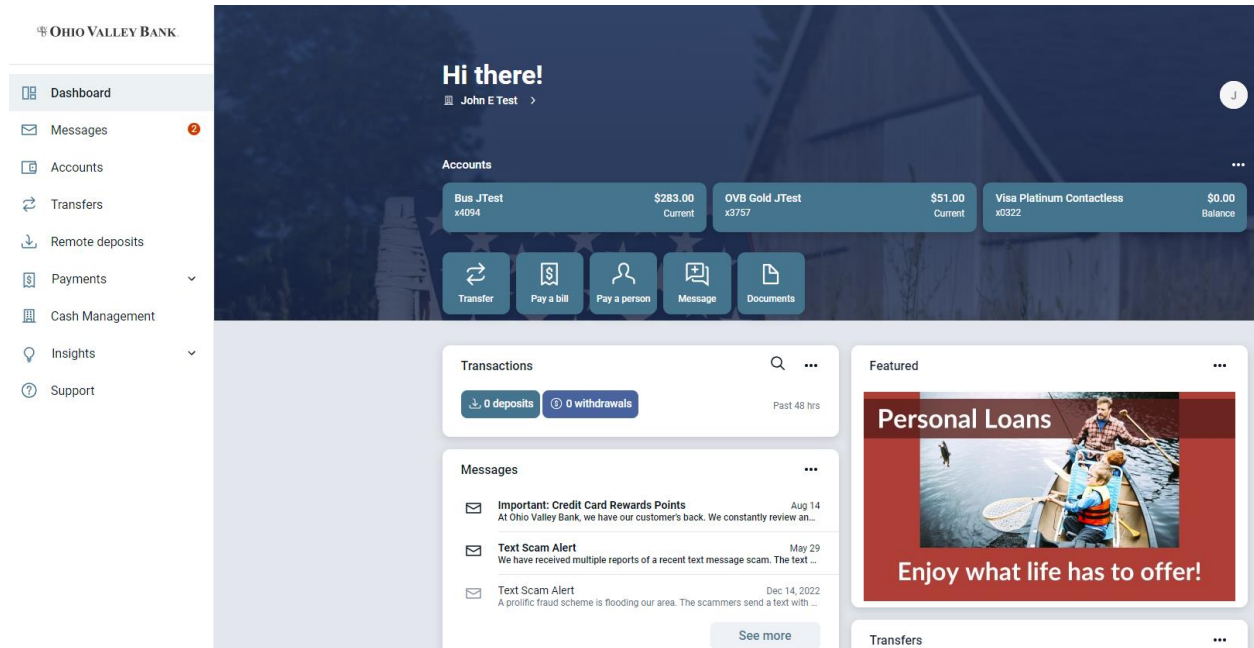 OHIO VALLEY BANK
Dashboard
Messages 2
Accounts
Transfers
Remote deposits
Payments
Cash Management
Insights
Support
Hi there!
John E Test
J
Accounts
Bus JTest $283.00
x4094 Current
OVB Gold JTest $51.00
x3757 Current
Visa Platinum Contactless $0.00
x0322 Balance
Transfer
Pay a bill
Pay a person
Message
Documents
Transactions
0 deposits
0 withdrawals
Past 48 hrs
Messages
Important: Credit Card Rewards Points Aug 14
At Ohio Valley Bank, we have our customer's back. We constantly review an...
Text Scam Alert May 29
We have received multiple reports of a recent text message scam. The text ...
Text Scam Alert Dec 14, 2022
A prolific fraud scheme is flooding our area. The scammers send a text with ...
See more
Featured
Personal Loans
Enjoy what life has to offer!
Transfers